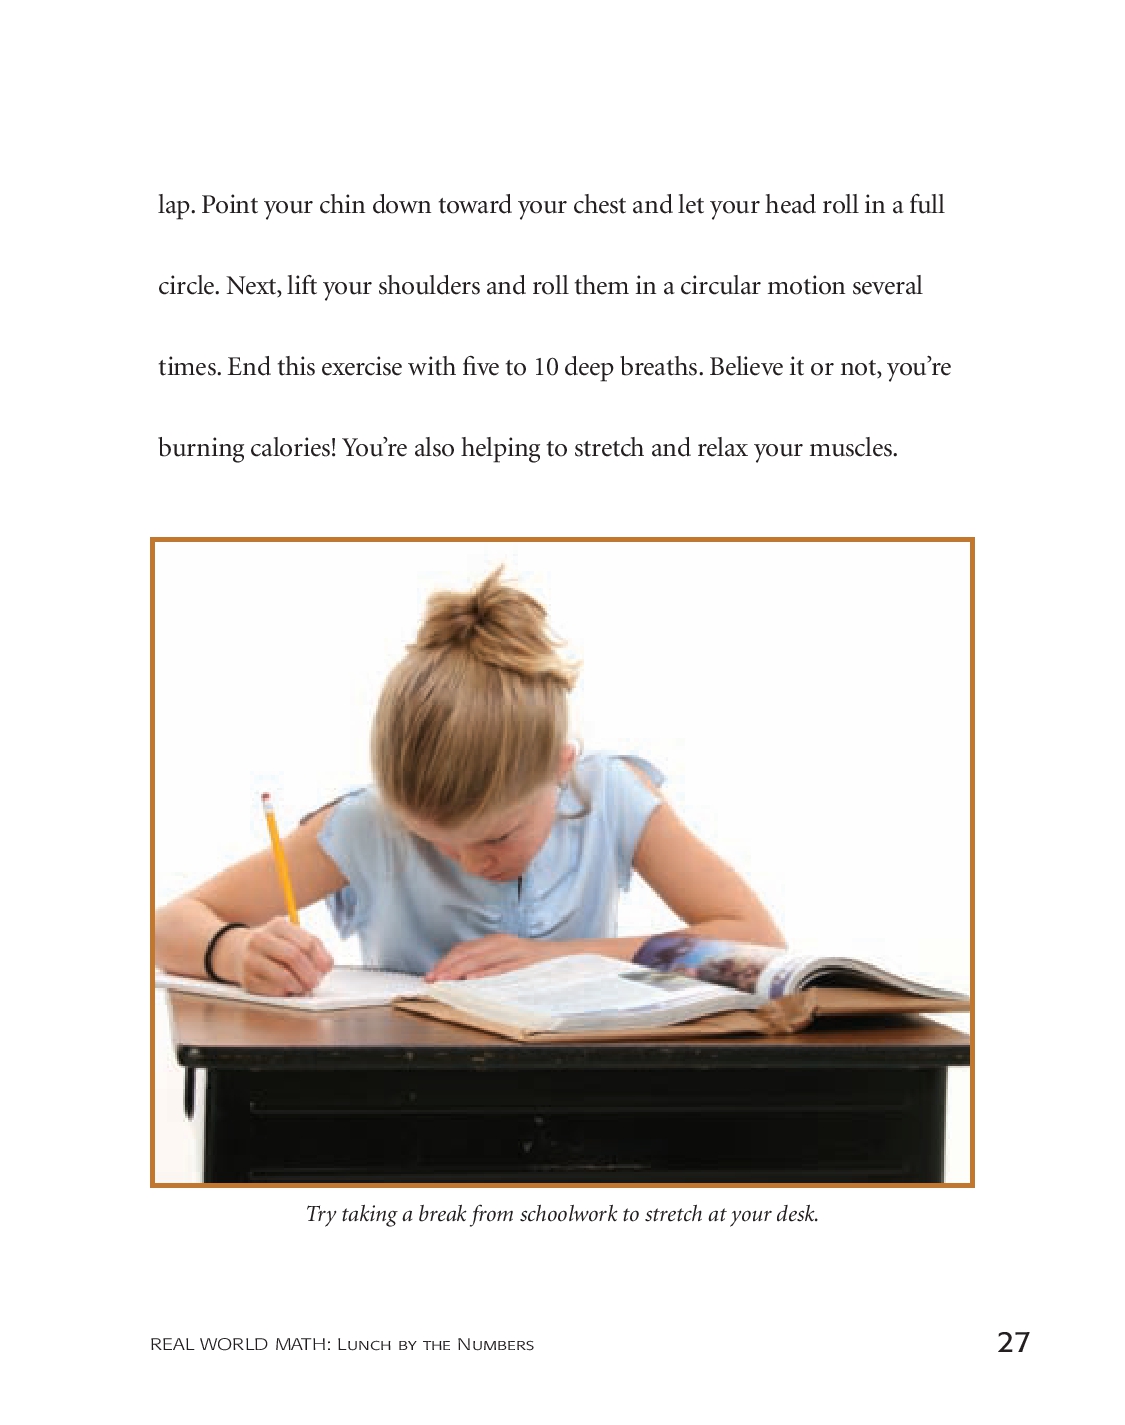 lap. Point your chin down toward your chest and let your head roll in a full
circle. Next, lift your shoulders and roll them in a circular motion several
times. End this exercise with five to 10 deep breaths. Believe it or not, you’re
burning calories! You’re also helping to stretch and relax your muscles.
Try taking a break from schoolwork to stretch at your desk.
REAL WORLD MATH: Lunch by the Numbers
27